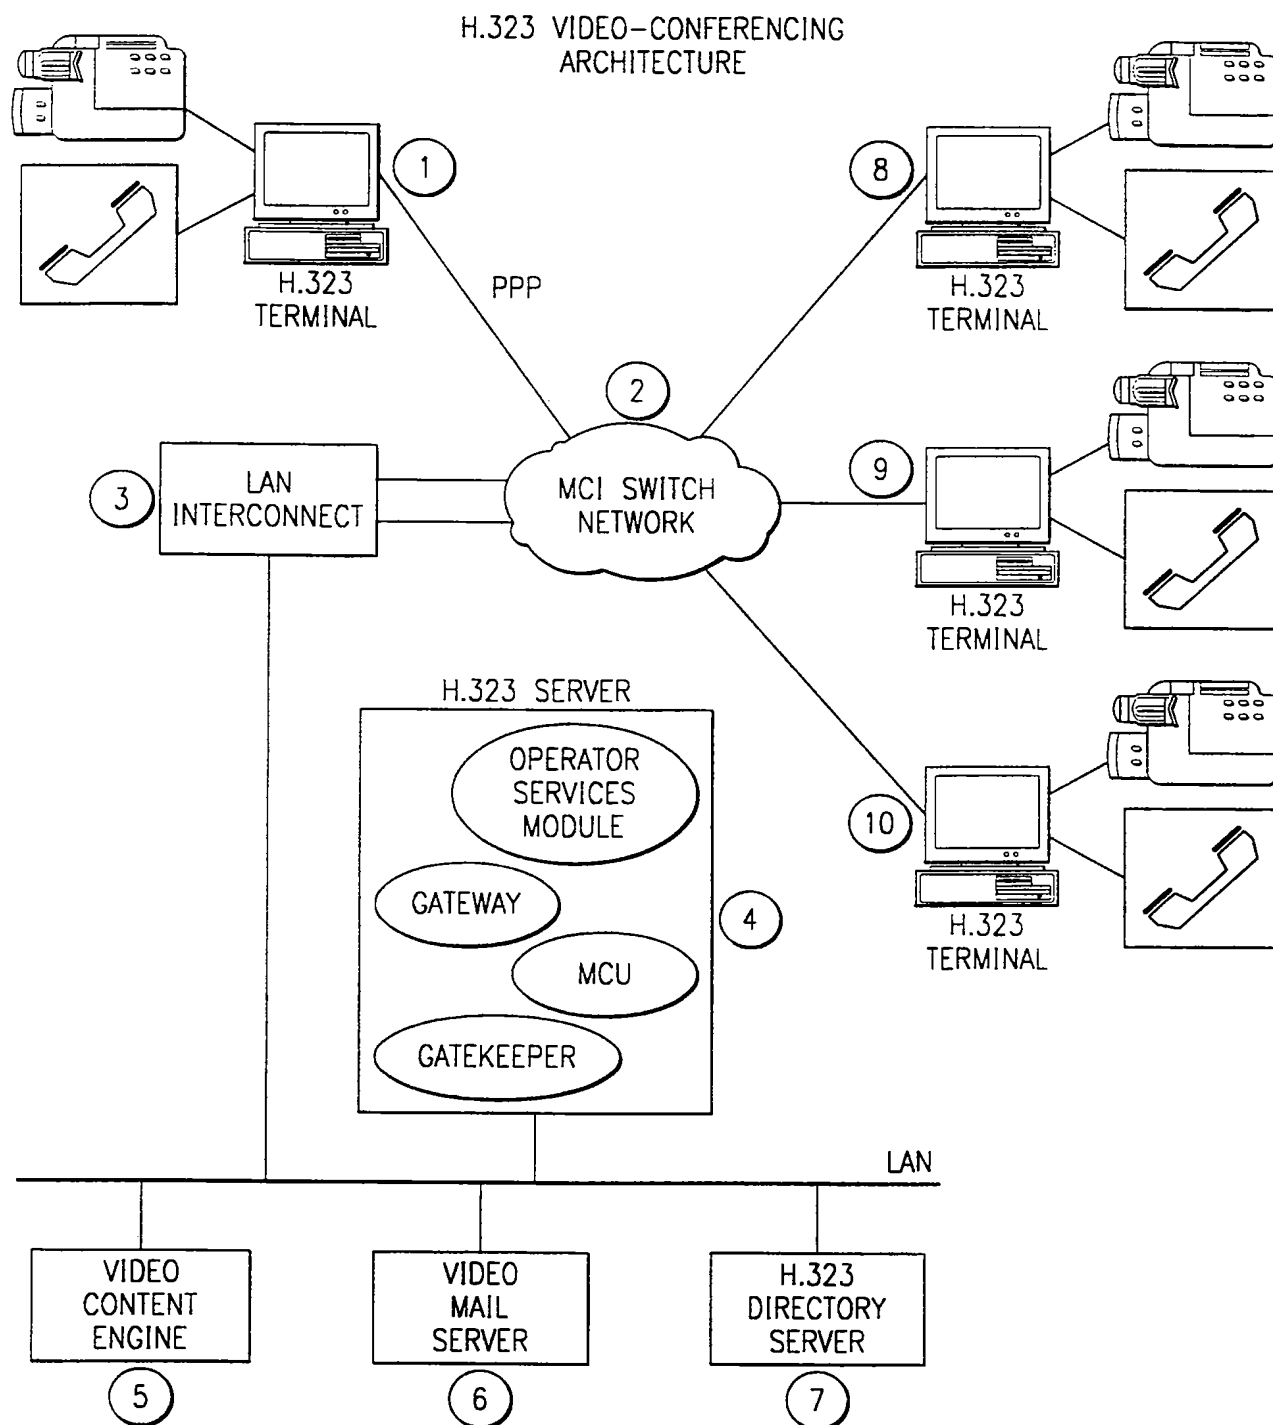 H.323 VIDEO-CONFERENCING
ARCHITECTURE
1
H.323
TERMINAL
PPP
8
H.323
TERMINAL
2
MCI SWITCH
NETWORK
3
LAN
INTERCONNECT
9
H.323
TERMINAL
H.323 SERVER
OPERATOR
SERVICES
MODULE
GATEWAY
MCU
GATEKEEPER
4
10
H.323
TERMINAL
LAN
VIDEO
CONTENT
ENGINE
5
VIDEO
MAIL
SERVER
6
H.323
DIRECTORY
SERVER
7